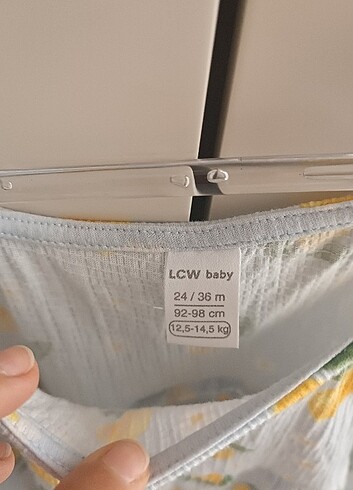 LCW baby
24 / 36 m
92-98 cm
12,5-14,5 kg